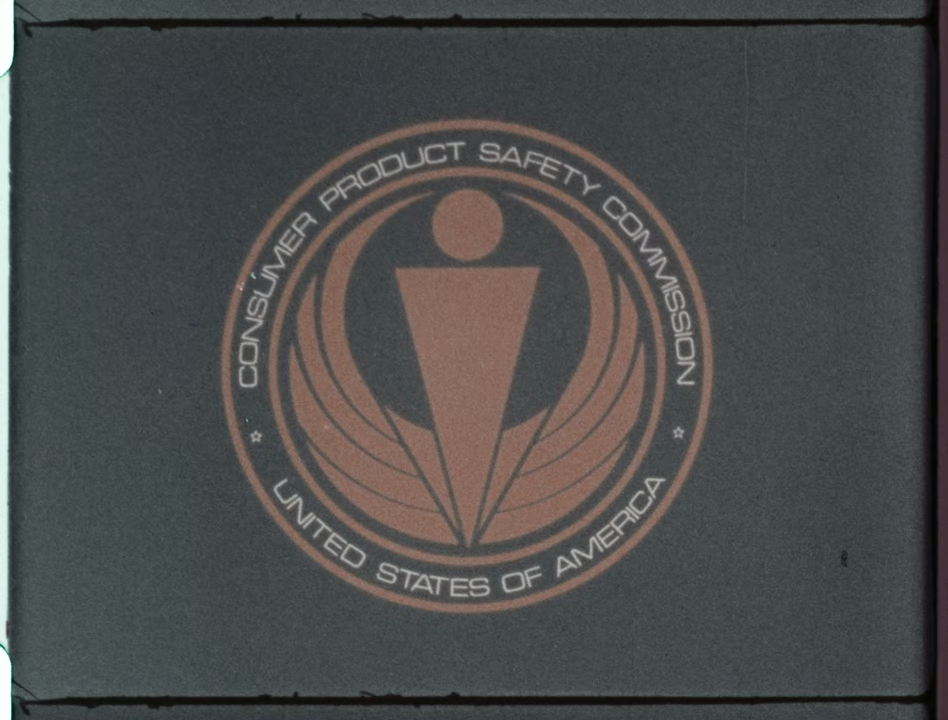 CONSUMER PRODUCT SAFETY COMMISSION
UNITED STATES OF AMERICA